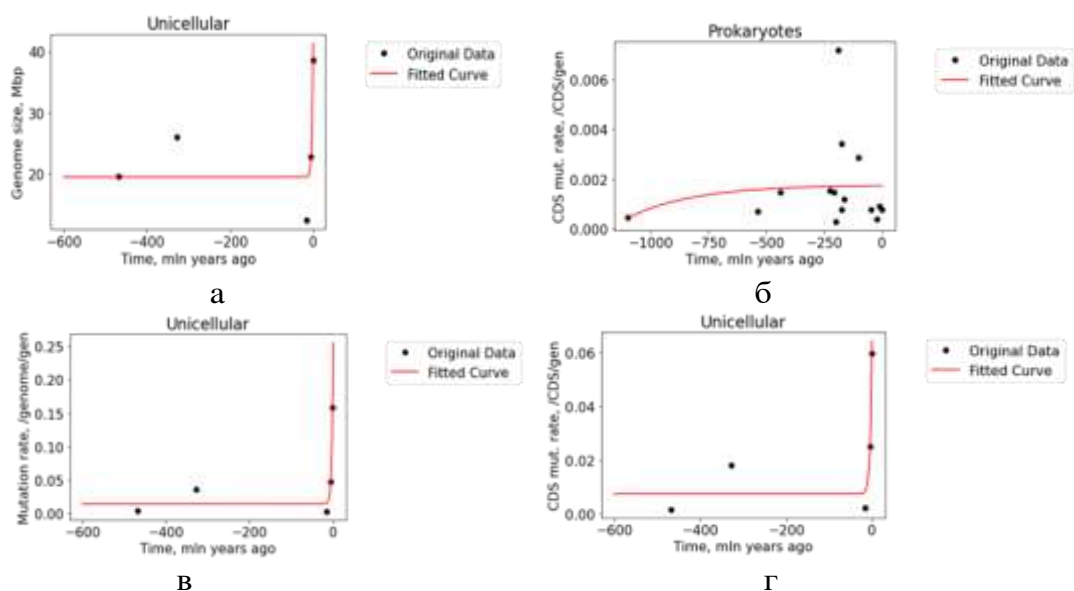 Unicellular
Genome size, Mbp
40
30
20
−600
−400
−200
0
Time, mln years ago
Original Data
Fitted Curve
а
Prokaryotes
CDS mut. rate, /CDS/gen
0.006
0.004
0.002
0.000
−1000
−750
−500
−250
0
Time, mln years ago
Original Data
Fitted Curve
б
Unicellular
Mutation rate, /genome/gen
0.25
0.20
0.15
0.10
0.05
0.00
−600
−400
−200
0
Time, mln years ago
Original Data
Fitted Curve
в
Unicellular
CDS mut. rate, /CDS/gen
0.06
0.04
0.02
0.00
−600
−400
−200
0
Time, mln years ago
Original Data
Fitted Curve
г